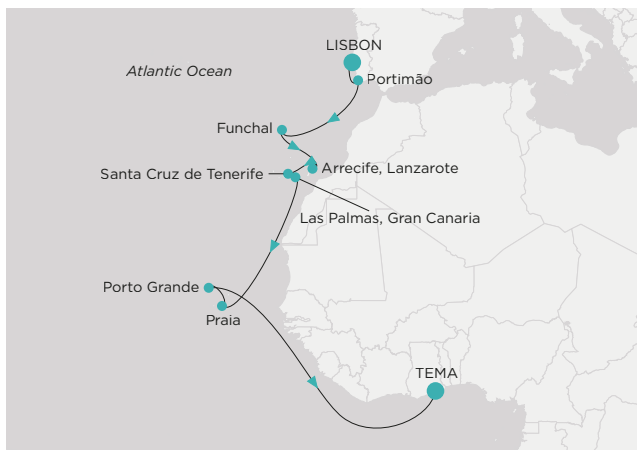 LISBON
Atlantic Ocean
Portimão
Funchal
Santa Cruz de Tenerife
Arrecife, Lanzarote
Las Palmas, Gran Canaria
Porto Grande
Praia
TEMA